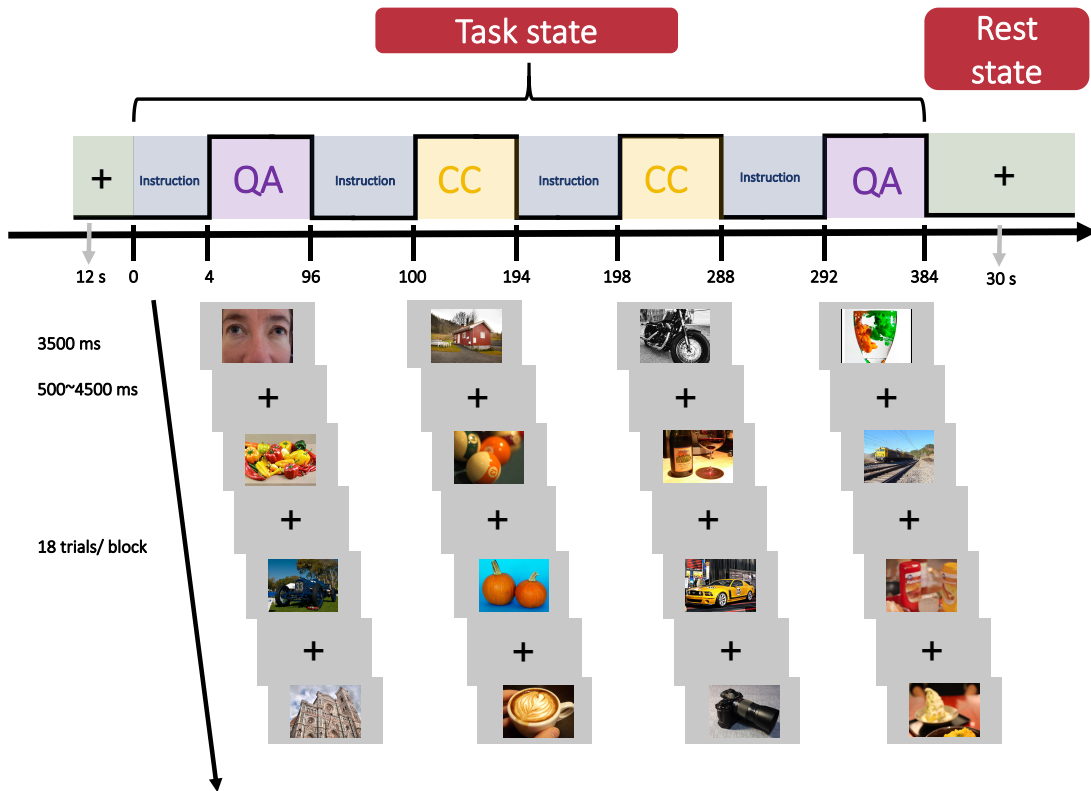 Task state
Rest
state
+ Instruction QA Instruction CC Instruction CC Instruction QA +
12 s 0 4 96 100 194 198 288 292 384 30 s
3500 ms
500~4500 ms
+ + + +
+ + + +
18 trials/ block
+ + + +